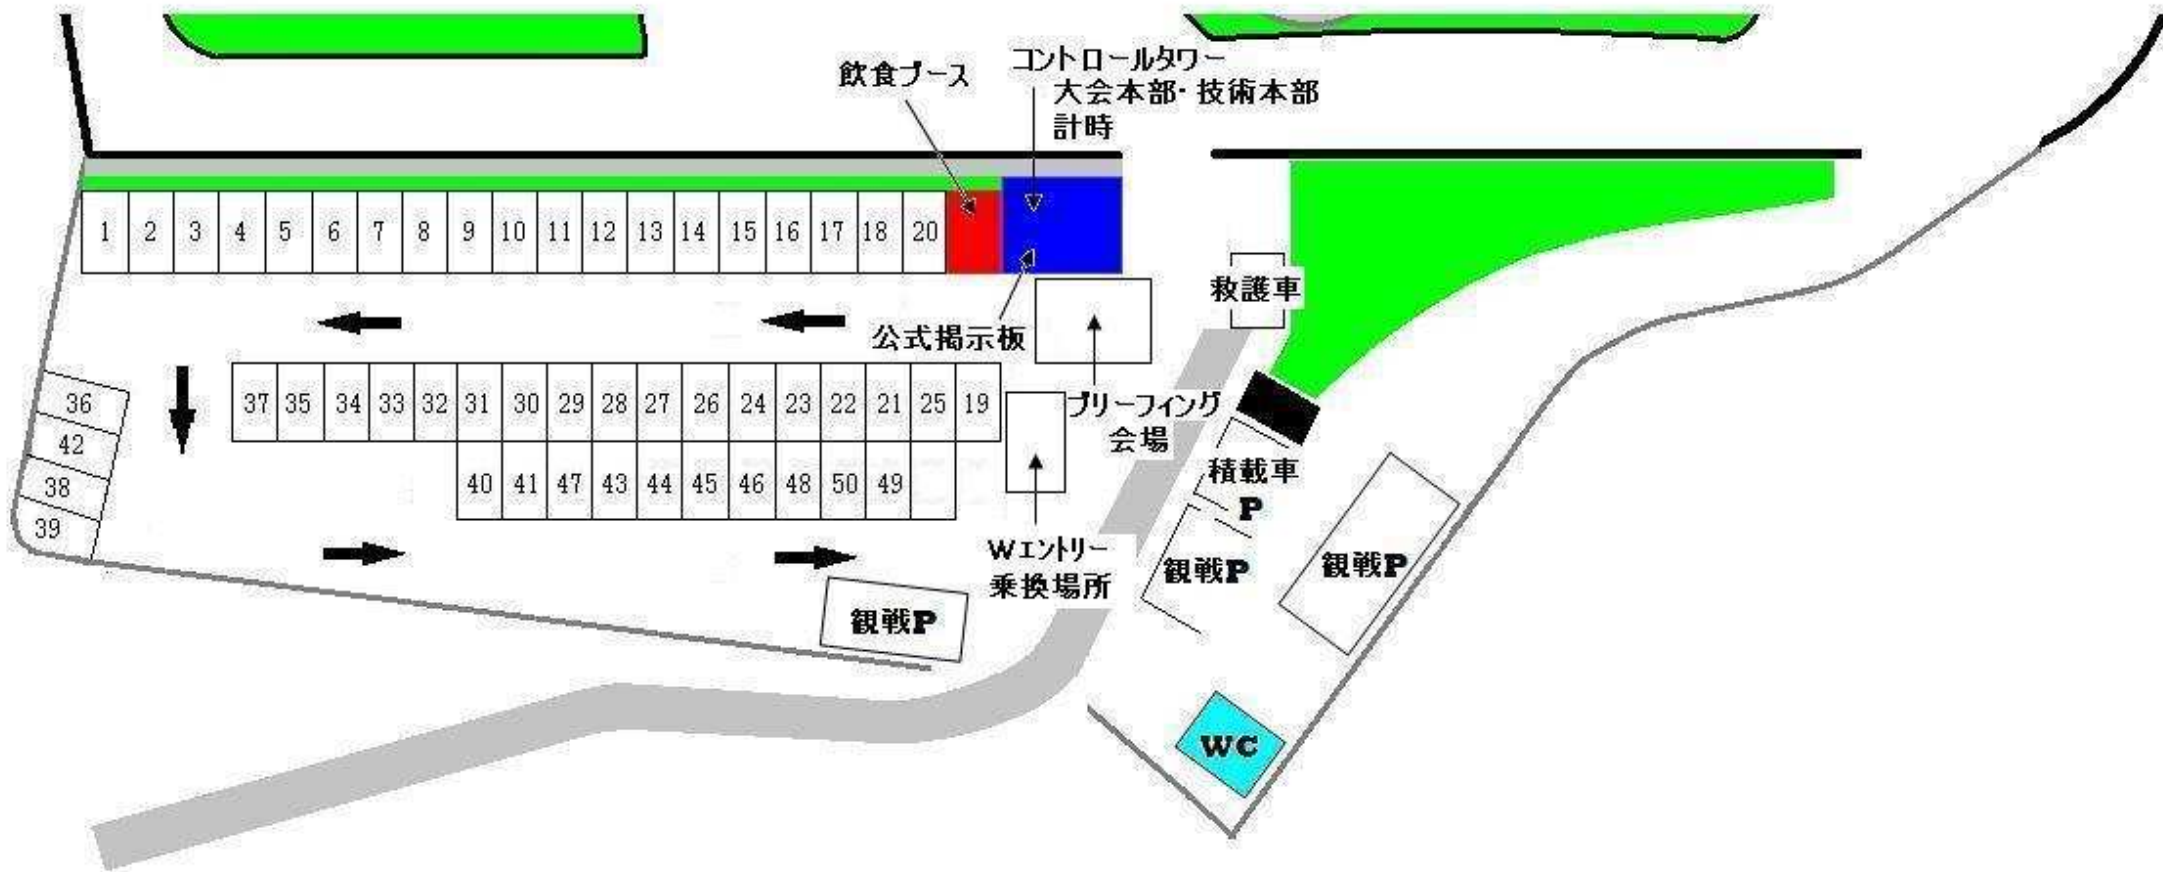 コントロールタワー
飲食ブース
大会本部・技術本部
計時
1 2 3 4 5 6 7 8 9 10 11 12 13 14 15 16 17 18 20
救護車
公式掲示板
36
37 35 34 33 32 31 30 29 28 27 26 24 23 22 21 25 19
ブリーフィング
会場
42
38
39
40 41 47 43 44 45 46 48 50 49
積載車
P
Wエントリー
乗換場所
観戦P
観戦P
観戦P
WC